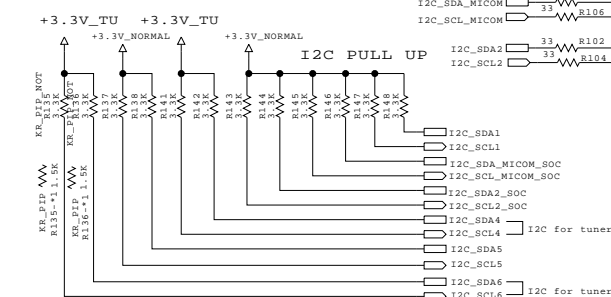 I2C_SDA_MICOM
33
R106
I2C_SCL_MICOM
+3.3V_TU
+3.3V_TU
+3.3V_NORMAL
+3.3V_NORMAL
I2C PULL UP
33
R102
I2C_SDA2
33
R104
I2C_SCL2
KR_PIP_NOT
R135
3.3K
KR_PIP_NOT
R136
3.3K
R137
3.3K
R138
3.3K
R141
3.3K
R142
3.3K
R143
3.3K
R144
3.3K
R145
3.3K
R146
3.3K
R147
3.3K
R148
3.3K
KR_PIP
R135-*1 1.5K
KR_PIP
R136-*1 1.5K
I2C_SDA1
I2C_SCL1
I2C_SDA_MICOM_SOC
I2C_SCL_MICOM_SOC
I2C_SDA2_SOC
I2C_SCL2_SOC
I2C_SDA4
I2C_SCL4
I2C for tuner
I2C_SDA5
I2C_SCL5
I2C_SDA6
I2C_SCL6
I2C for tuner